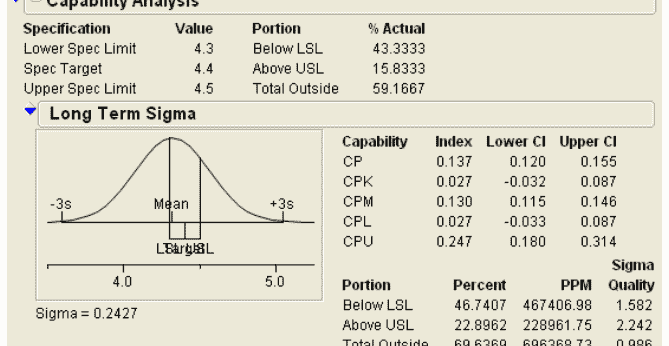 Capability Analysis
Specification Value Portion % Actual
Lower Spec Limit 4.3 Below LSL 43.3333
Spec Target 4.4 Above USL 15.8333
Upper Spec Limit 4.5 Total Outside 59.1667
Long Term Sigma
-3s Mean +3s
4.0 5.0
Sigma = 0.2427
Capability Index Lower CI Upper CI
CP 0.137 0.120 0.155
CPK 0.027 -0.032 0.087
CPM 0.130 0.115 0.146
CPL 0.027 -0.033 0.087
CPU 0.247 0.180 0.314
Sigma
Portion Percent PPM Quality
Below LSL 46.7407 467406.98 1.582
Above USL 22.8962 228961.75 2.242
Total Outside 69.6369 696368.73 0.986